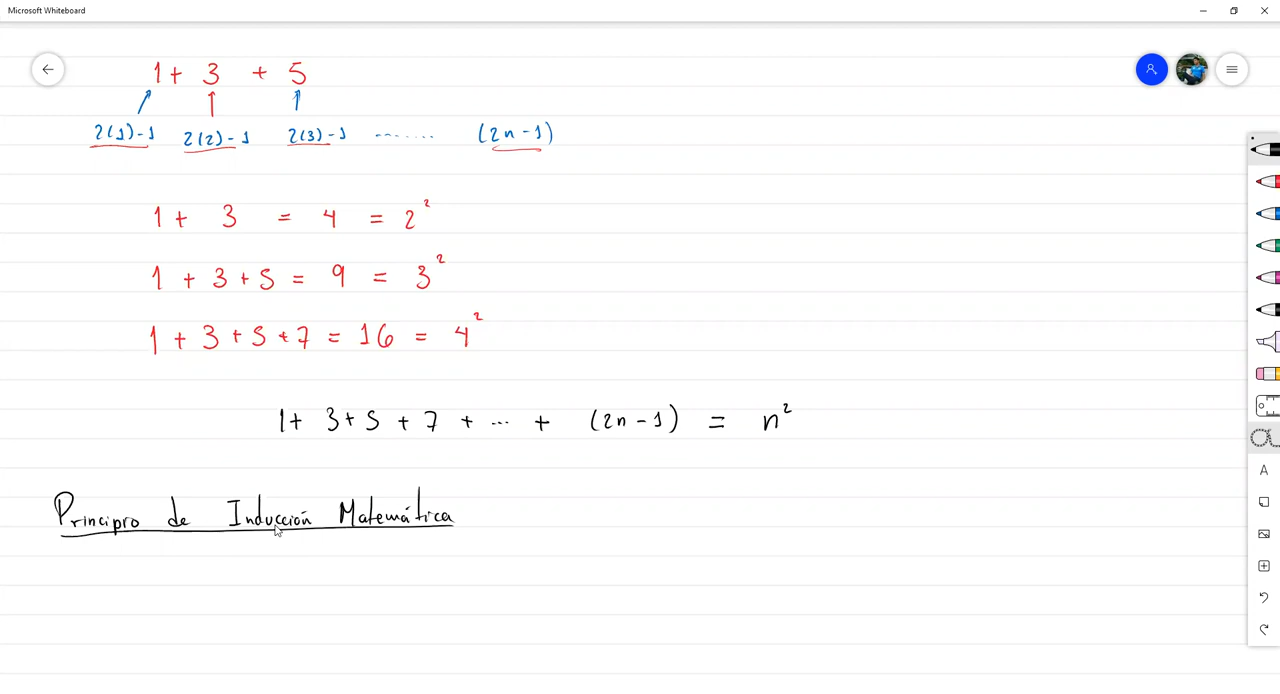 Microsoft Whiteboard
1 + 3 + 5
2(1)-1 2(2)-1 2(3)-1 ........ (2n-1)
1 + 3 = 4 = 2²
1 + 3 + 5 = 9 = 3²
1 + 3 + 5 + 7 = 16 = 4²
1 + 3 + 5 + 7 + ... + (2n-1) = n²
Principio de Inducción Matemática
A